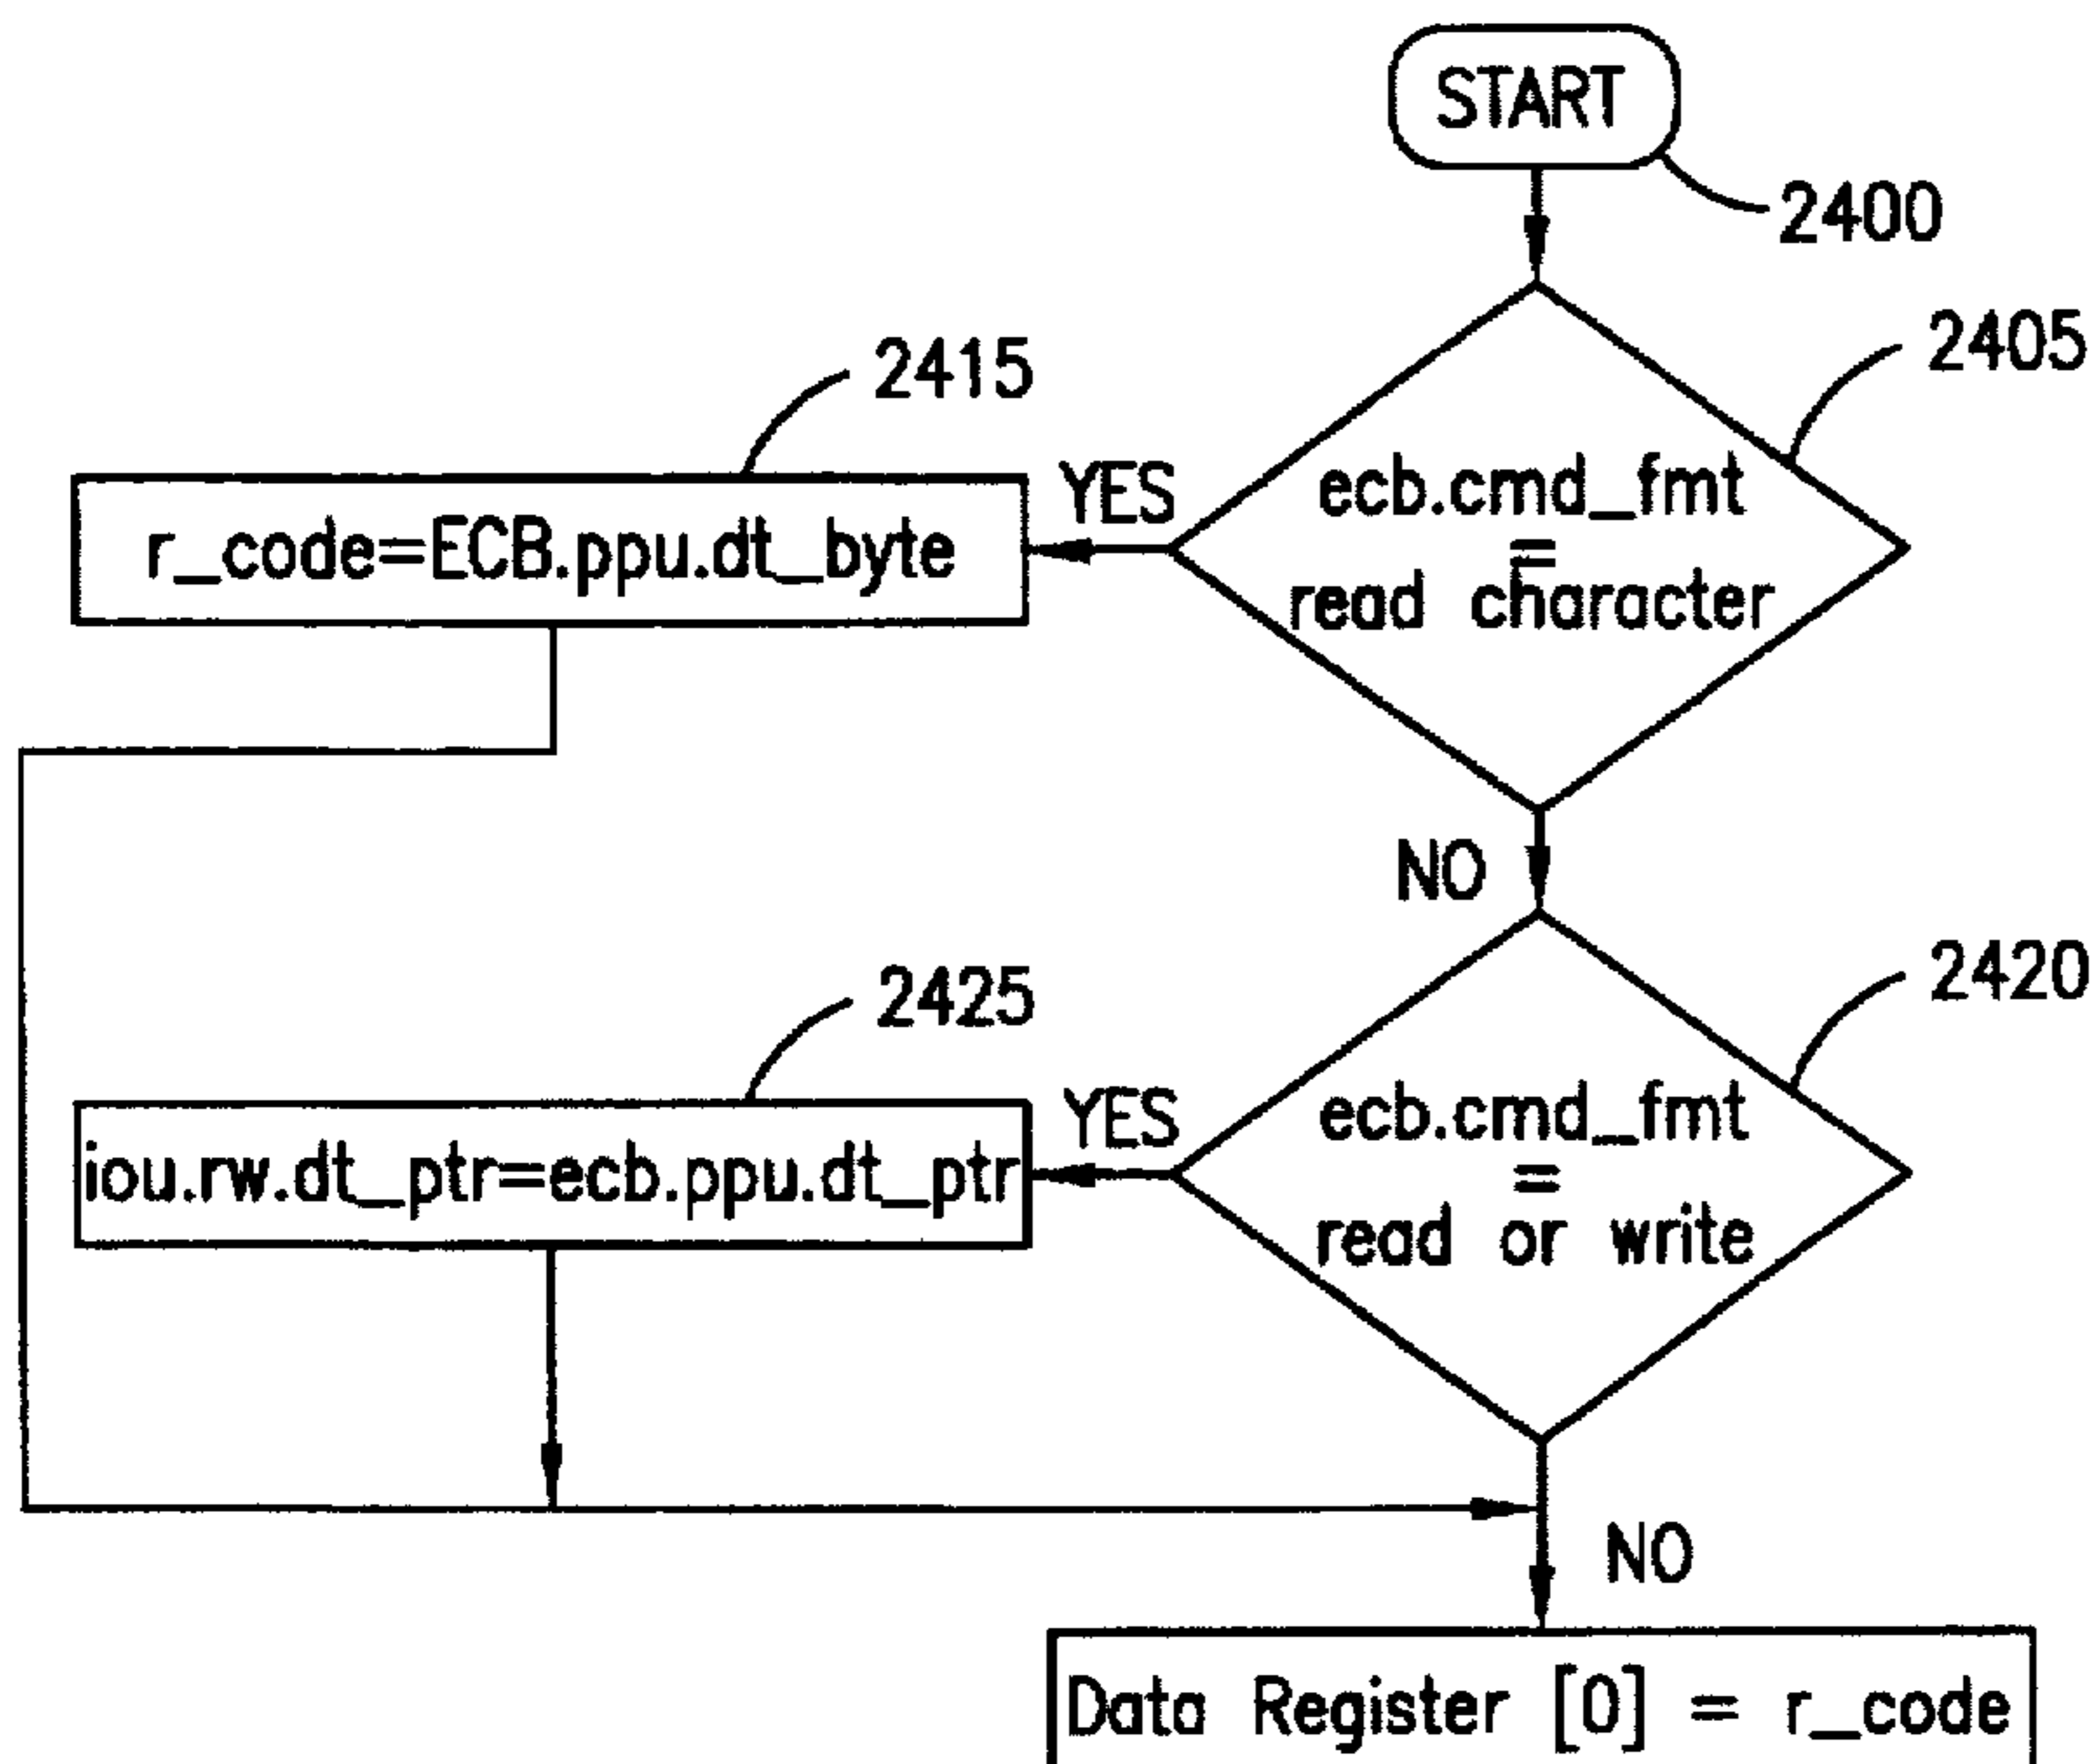 START
2400
2405
2415
ecb.cmd_fmt
=
read character
YES
r_code=ECB.ppu.dt_byte
NO
2420
2425
ecb.cmd_fmt
=
read or write
YES
iou.rw.dt_ptr=ecb.ppu.dt_ptr
NO
Data Register [0] = r_code